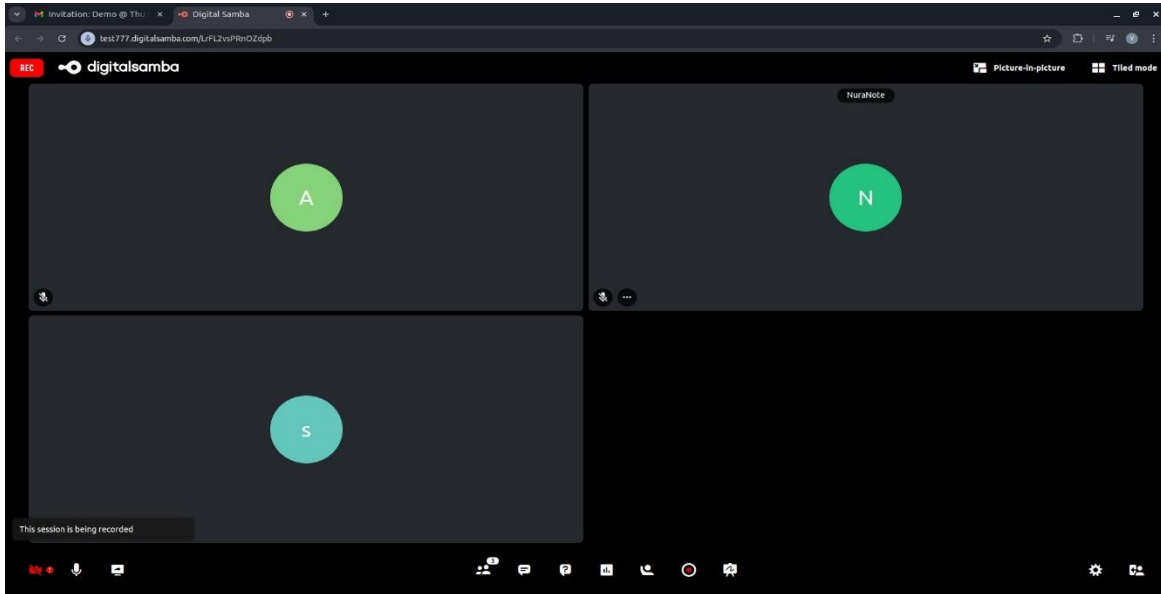 Invitation: Demo @ Thu
Digital Samba
test777.digitalsamba.com/LrFL2vsPRnOZdpb
REC
digitalsamba
Picture-in-picture
Tiled mode
NuraNote
A
N
s
This session is being recorded
3